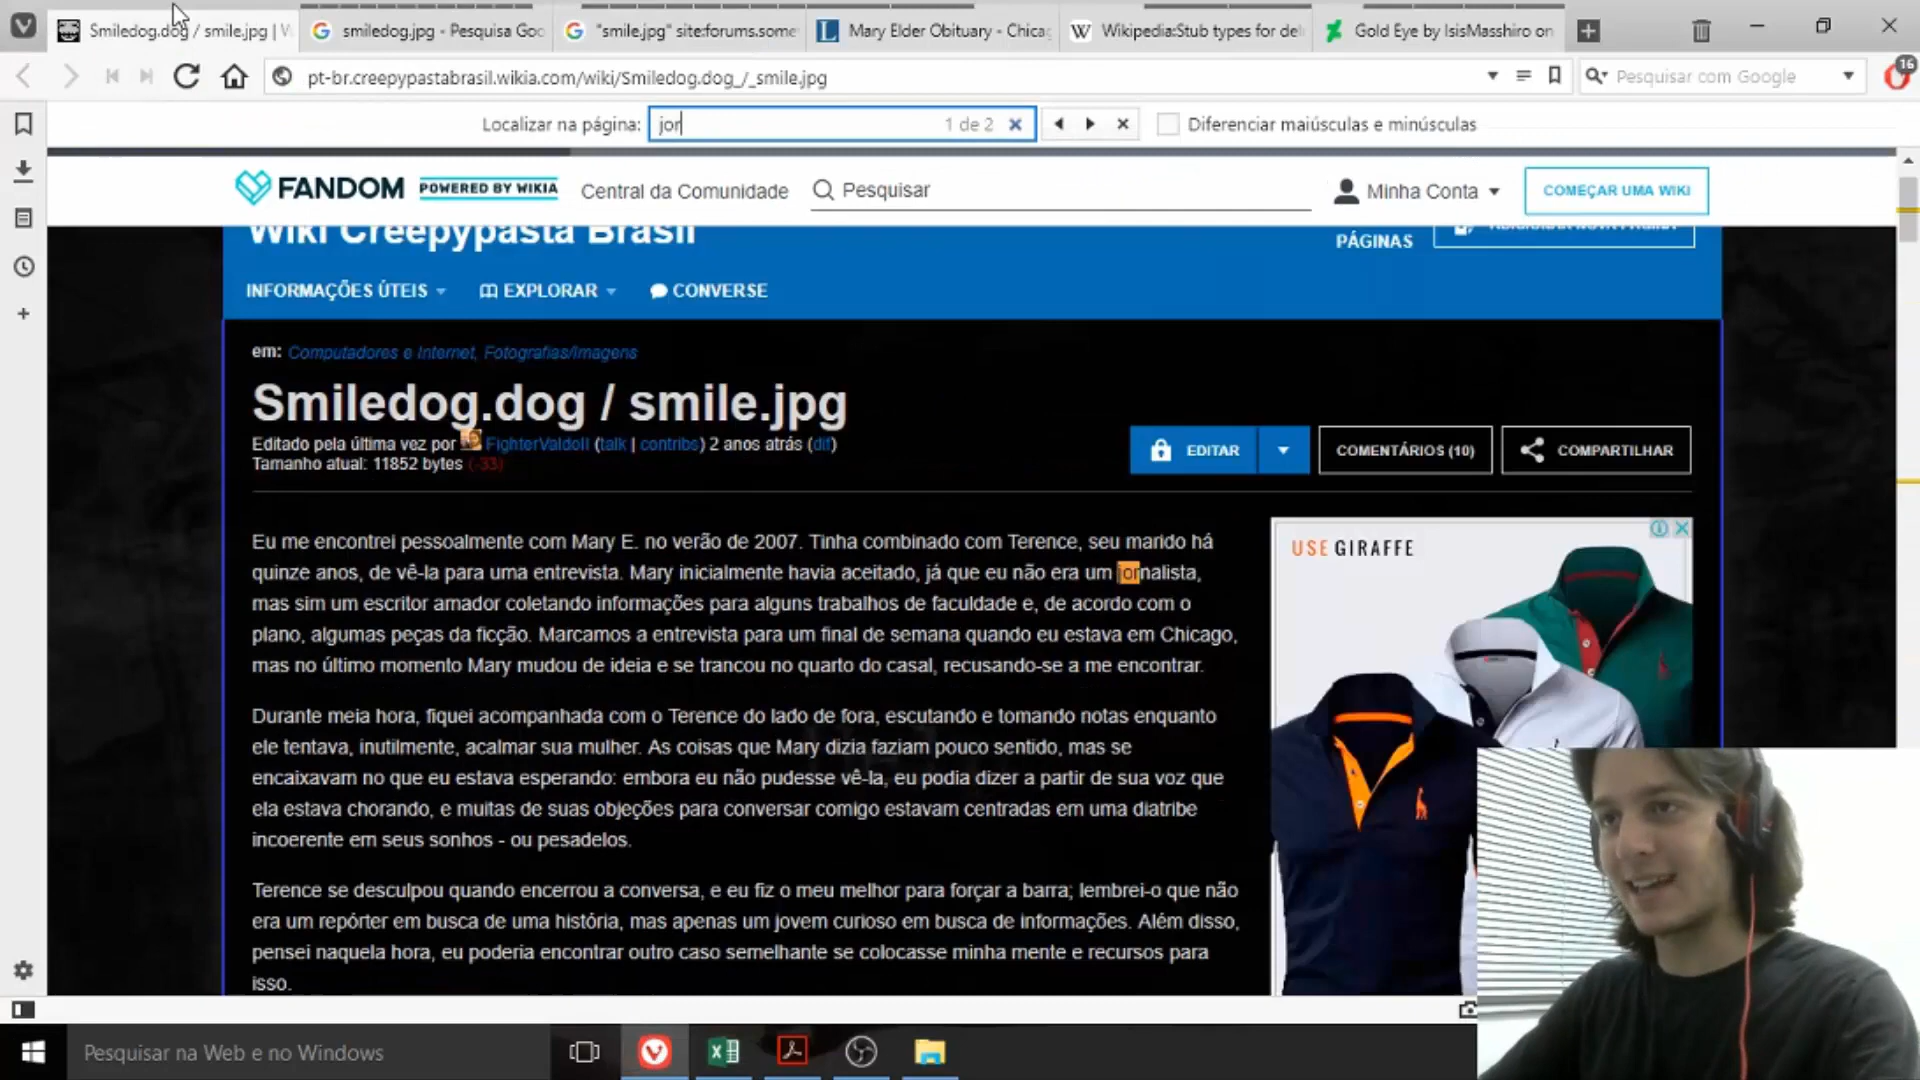 Smiledog.dog / smile.jpg | W
smiledog.jpg - Pesquisa Goo
"smile.jpg" site:forums.some
Mary Elder Obituary - Chicag
Wikipedia:Stub types for del
Gold Eye by IsisMasshiro on
pt-br.creepypastabrasil.wikia.com/wiki/Smiledog.dog_/_smile.jpg
Pesquisar com Google
16
Localizar na página:
jor
1 de 2
Diferenciar maiúsculas e minúsculas
FANDOM
POWERED BY WIKIA
Central da Comunidade
Pesquisar
Minha Conta
COMEÇAR UMA WIKI
Wiki Creepypasta Brasil
PÁGINAS
ADICIONAR NOVA PÁGINA
INFORMAÇÕES ÚTEIS
EXPLORAR
CONVERSE
em: Computadores e Internet, Fotografias/Imagens
Smiledog.dog / smile.jpg
Editado pela última vez por FighterValdoII (talk | contribs) 2 anos atrás (dif)
Tamanho atual: 11852 bytes (-33)
EDITAR
COMENTÁRIOS (10)
COMPARTILHAR
Eu me encontrei pessoalmente com Mary E. no verão de 2007. Tinha combinado com Terence, seu marido há
quinze anos, de vê-la para uma entrevista. Mary inicialmente havia aceitado, já que eu não era um jornalista,
mas sim um escritor amador coletando informações para alguns trabalhos de faculdade e, de acordo com o
plano, algumas peças da ficção. Marcamos a entrevista para um final de semana quando eu estava em Chicago,
mas no último momento Mary mudou de ideia e se trancou no quarto do casal, recusando-se a me encontrar.
Durante meia hora, fiquei acompanhada com o Terence do lado de fora, escutando e tomando notas enquanto
ele tentava, inutilmente, acalmar sua mulher. As coisas que Mary dizia faziam pouco sentido, mas se
encaixavam no que eu estava esperando: embora eu não pudesse vê-la, eu podia dizer a partir de sua voz que
ela estava chorando, e muitas de suas objeções para conversar comigo estavam centradas em uma diatribe
incoerente em seus sonhos - ou pesadelos.
Terence se desculpou quando encerrou a conversa, e eu fiz o meu melhor para forçar a barra; lembrei-o que não
era um repórter em busca de uma história, mas apenas um jovem curioso em busca de informações. Além disso,
pensei naquela hora, eu poderia encontrar outro caso semelhante se colocasse minha mente e recursos para
isso.
USE GIRAFFE
Pesquisar na Web e no Windows